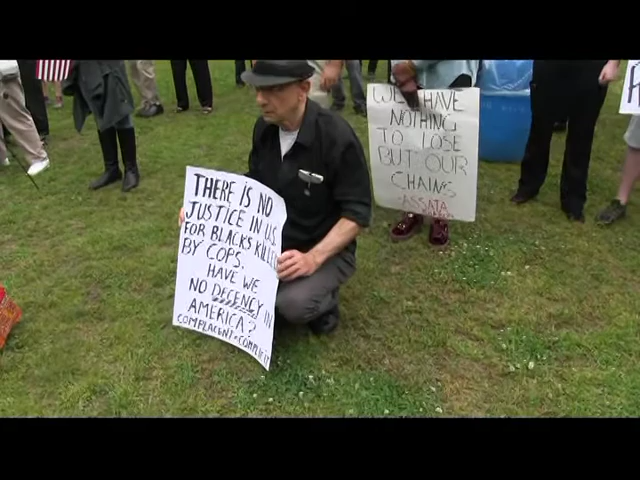 THERE IS NO
JUSTICE IN U.S.
FOR BLACKS KILLED
BY COPS.
HAVE WE
NO DECENCY IN
AMERICA?
COMPLACENT = COMPLICIT
WE HAVE
NOTHING
TO LOSE
BUT OUR
CHAINS
-ASSATA